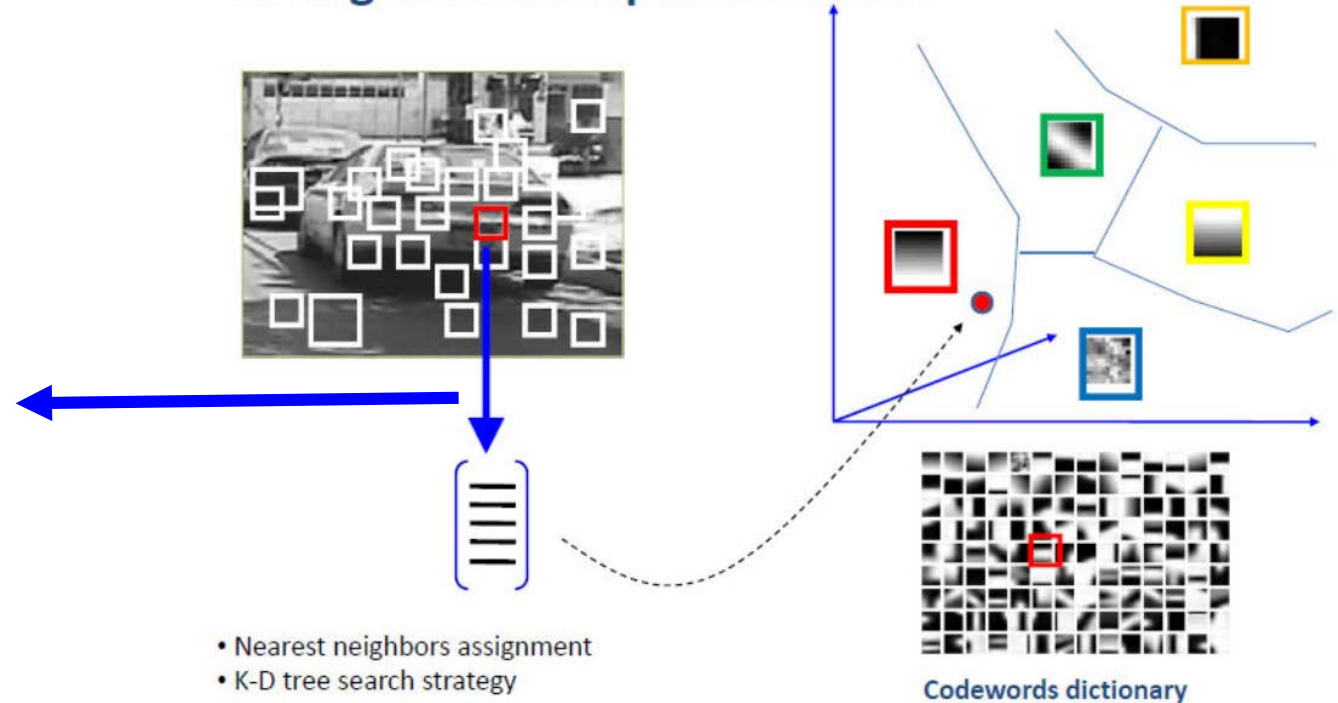 • Nearest neighbors assignment
• K-D tree search strategy
Codewords dictionary